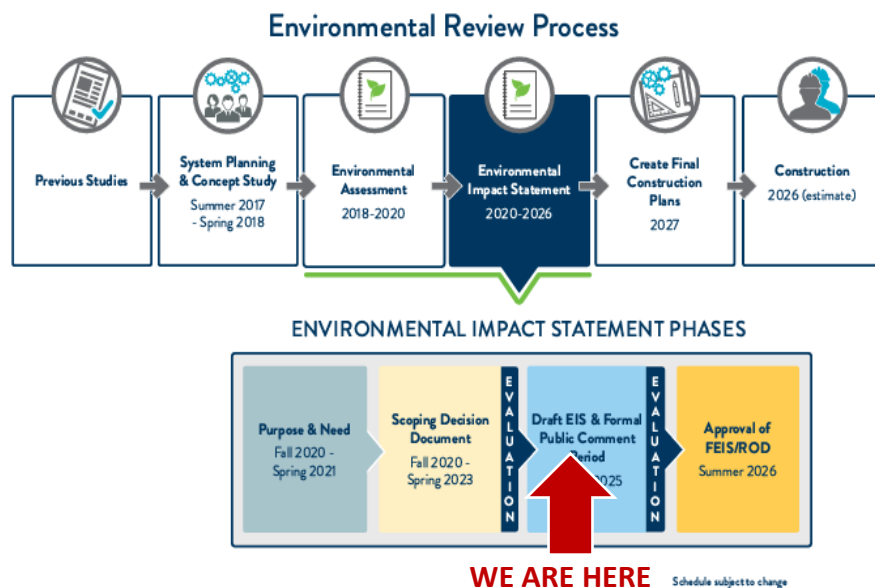 Environmental Review Process
Previous Studies
System Planning
& Concept Study
Summer 2017
- Spring 2018
Environmental
Assessment
2018-2020
Environmental
Impact Statement
2020-2026
Create Final
Construction
Plans
2027
Construction
2026 (estimate)
ENVIRONMENTAL IMPACT STATEMENT PHASES
Purpose & Need
Fall 2020 -
Spring 2021
Scoping Decision
Document
Fall 2020 -
Spring 2023
EVALUATION
Draft EIS & Formal
Public Comment
Period
2025
EVALUATION
Approval of
FEIS/ROD
Summer 2026
WE ARE HERE
Schedule subject to change